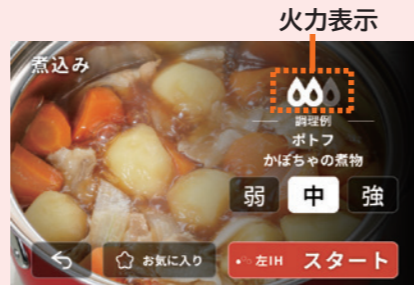 火力表示
煮込み
調理例
ポトフ
かぼちゃの煮物
弱 中 強
お気に入り
左IH スタート